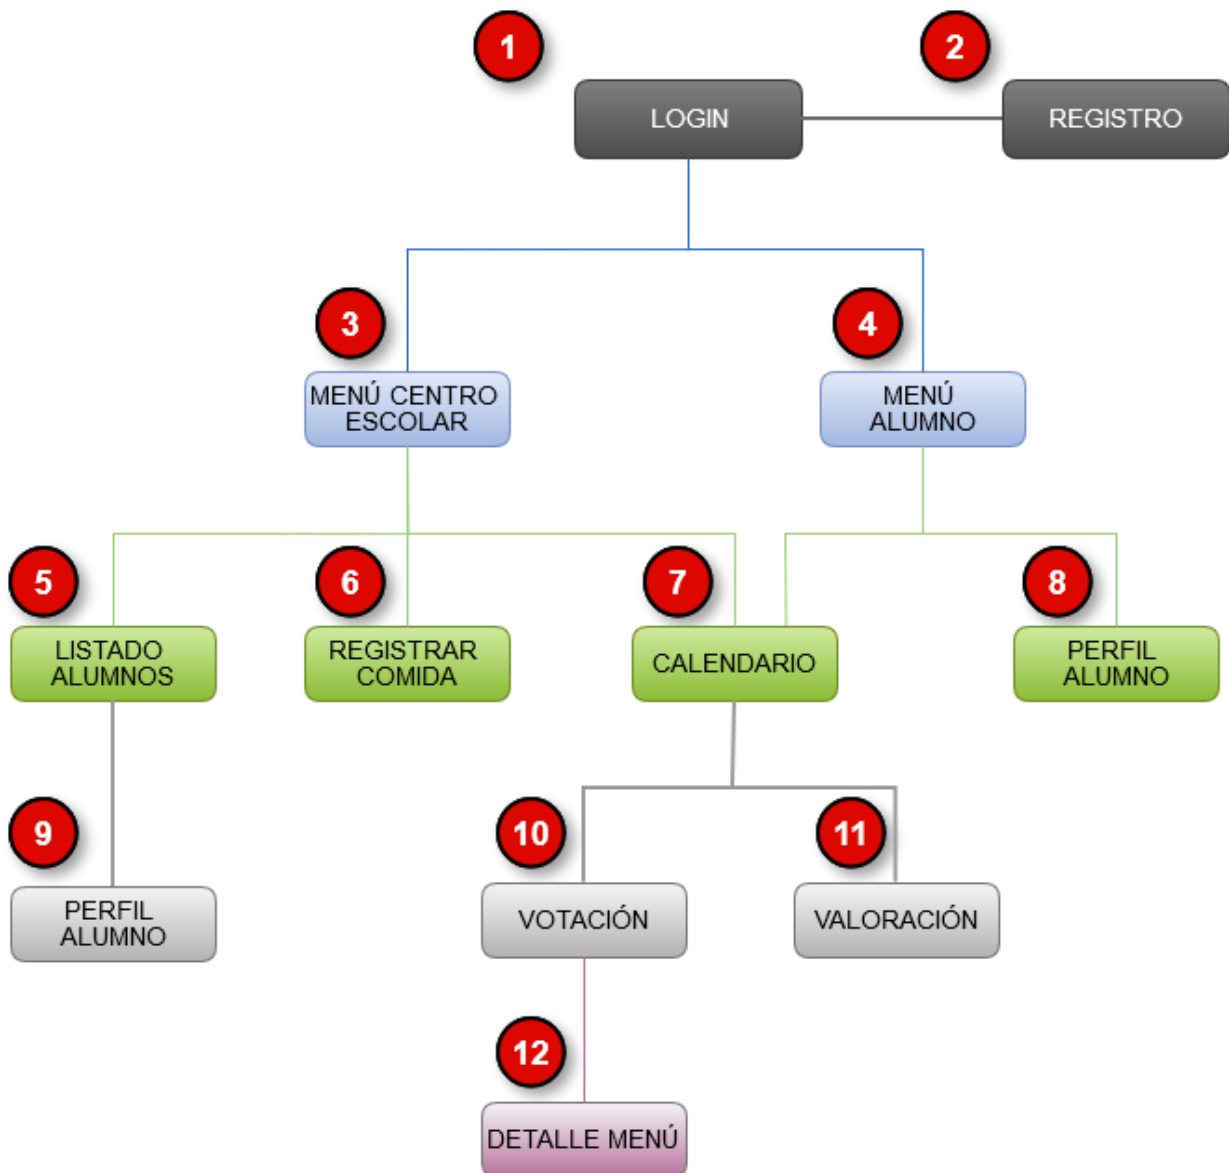 1
2
LOGIN
REGISTRO
3
4
MENÚ CENTRO
ESCOLAR
MENÚ
ALUMNO
5
6
7
8
LISTADO
ALUMNOS
REGISTRAR
COMIDA
CALENDARIO
PERFIL
ALUMNO
9
10
11
PERFIL
ALUMNO
VOTACIÓN
VALORACIÓN
12
DETALLE MENÚ